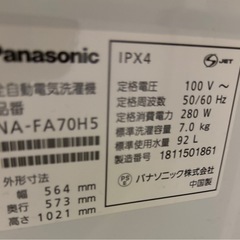 Panasonic
IPX4
JET
全自動電気洗濯機
品番
NA-FA70H5
定格電圧： 100 V～
定格周波数： 50/60 Hz
定格消費電力： 280 W
標準洗濯容量： 7.0 kg
標準使用水量： 92 L
製造番号： 1811501861
外形寸法
幅 564 mm
奥行 573 mm
高さ 1021 mm
PSE
パナソニック株式会社
中国製